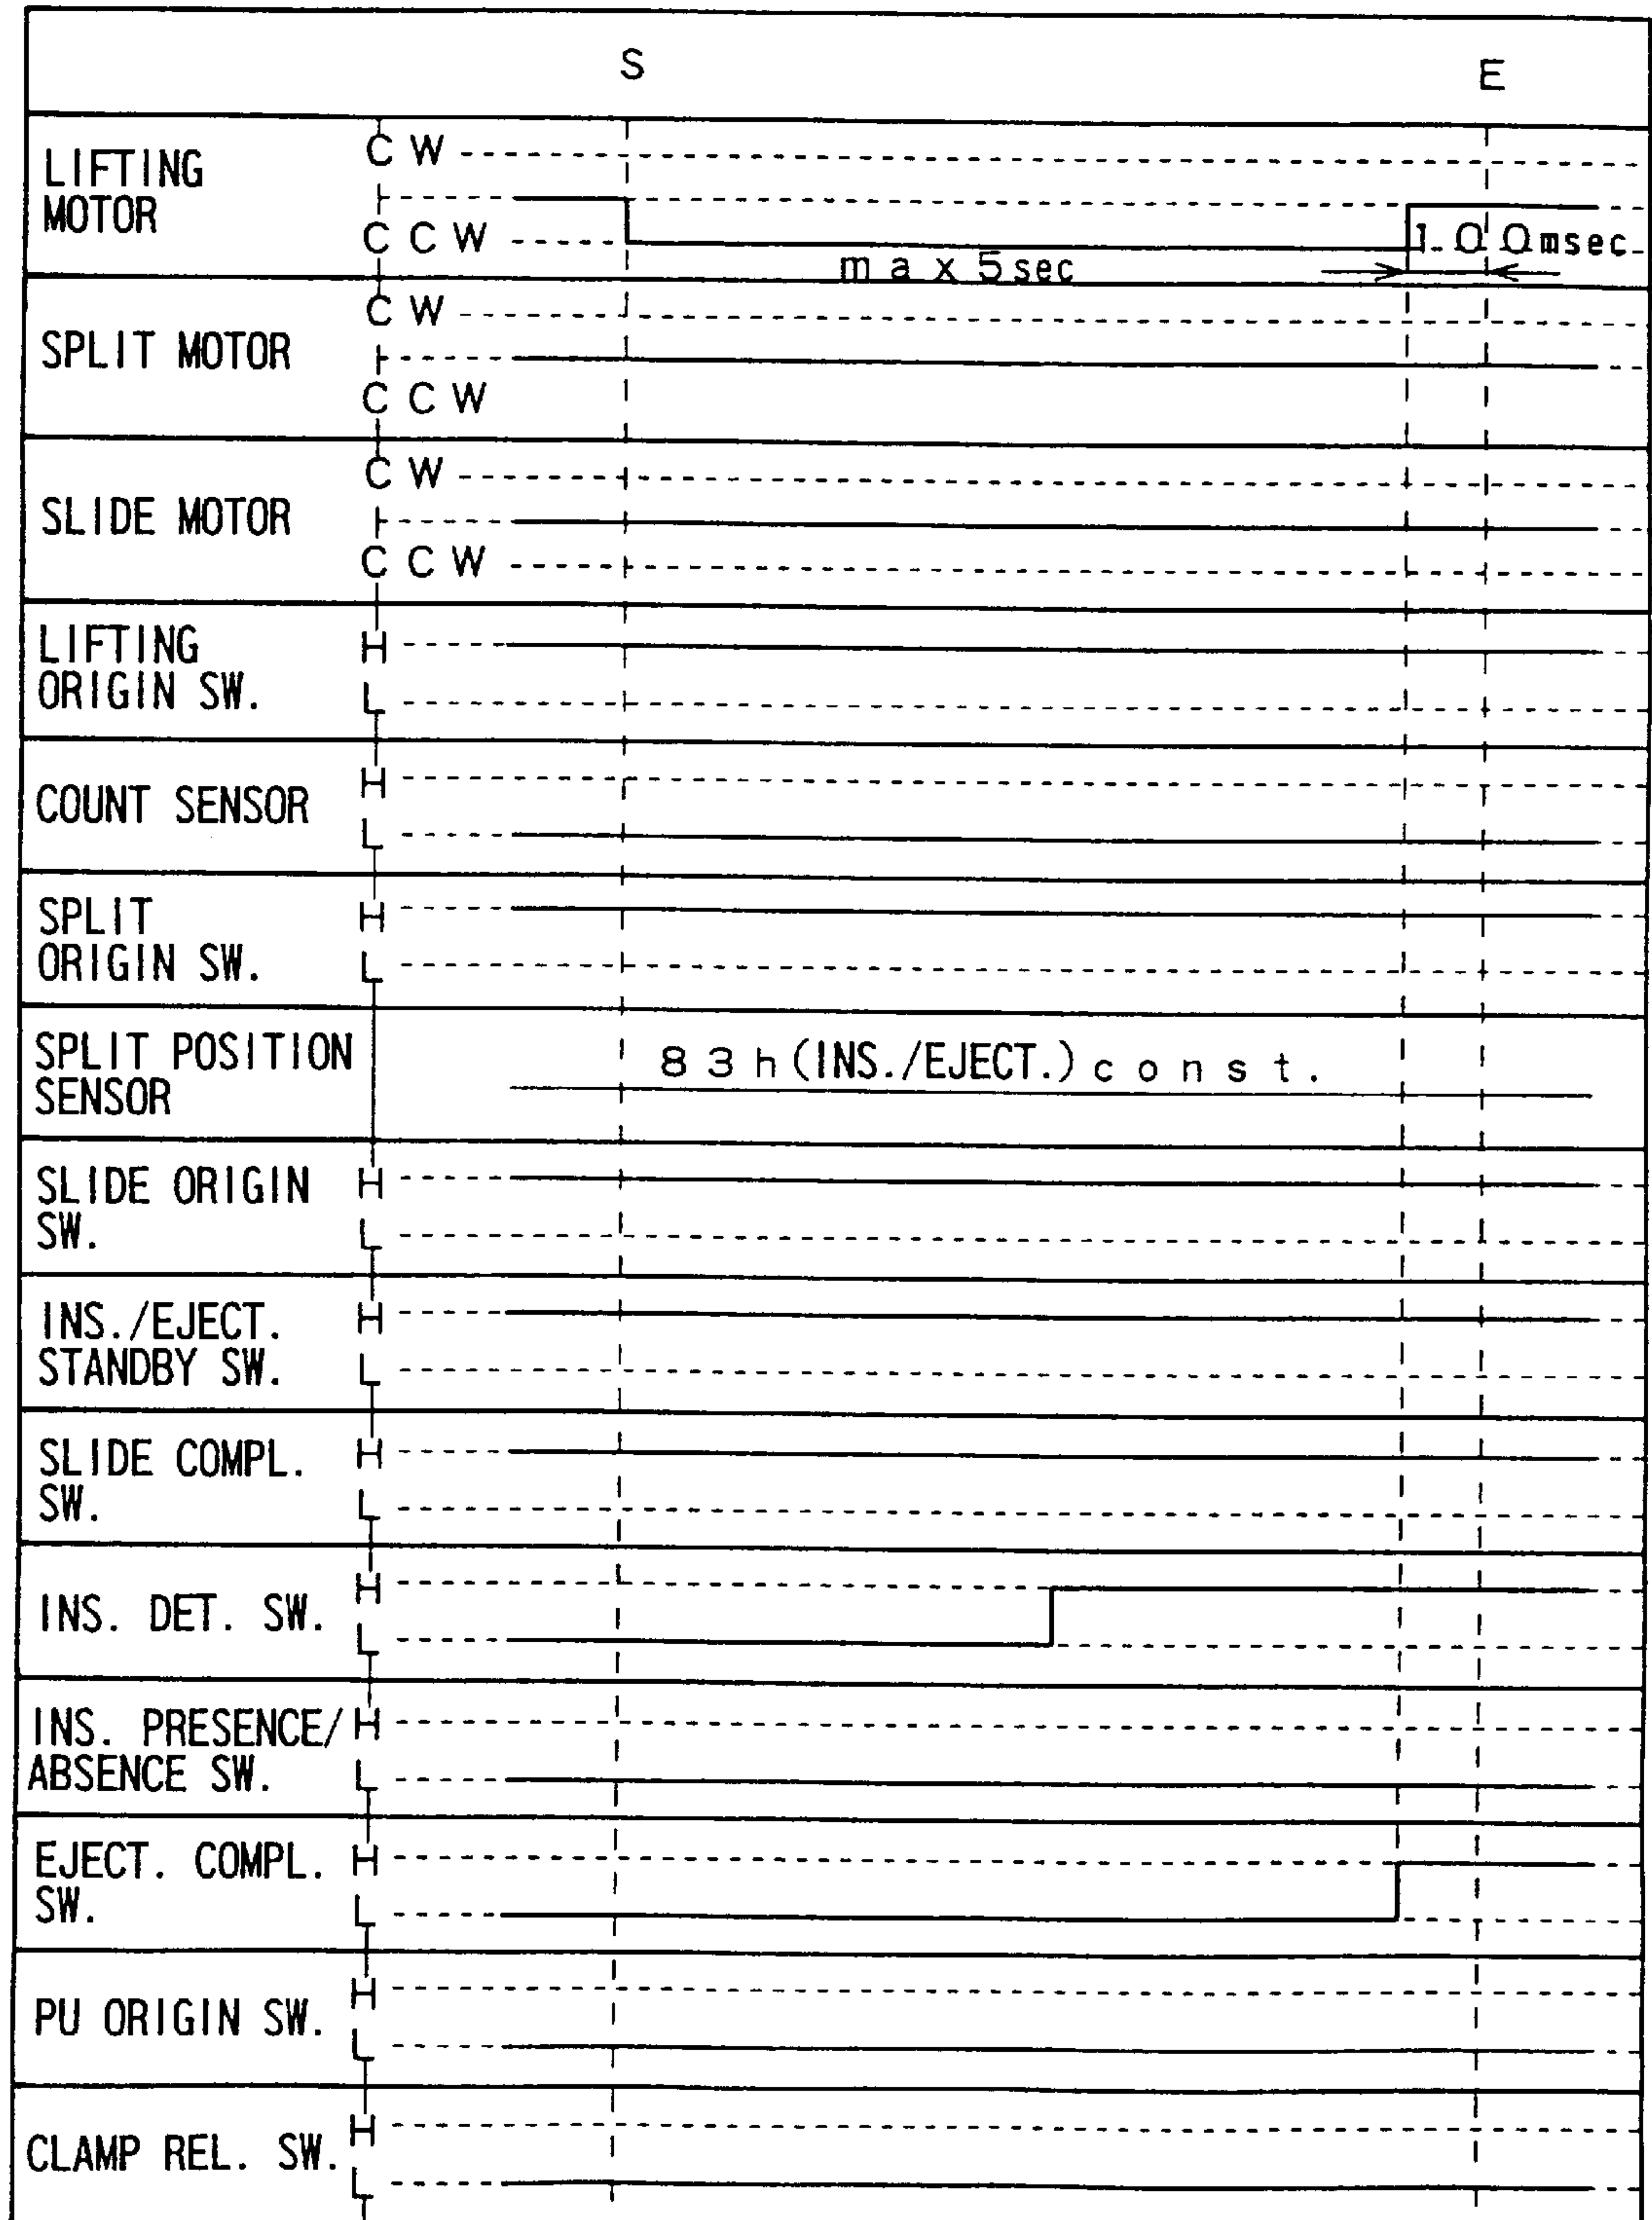 S E
LIFTING
MOTOR
CW
CCW
max 5sec
100msec
SPLIT MOTOR
CW
CCW
SLIDE MOTOR
CW
CCW
LIFTING
ORIGIN SW.
H
L
COUNT SENSOR
H
L
SPLIT
ORIGIN SW.
H
L
SPLIT POSITION
SENSOR
83h(INS./EJECT.)const.
SLIDE ORIGIN
SW.
H
L
INS./EJECT.
STANDBY SW.
H
L
SLIDE COMPL.
SW.
H
L
INS. DET. SW.
H
L
INS. PRESENCE/
ABSENCE SW.
H
L
EJECT. COMPL.
SW.
H
L
PU ORIGIN SW.
H
L
CLAMP REL. SW.
H
L